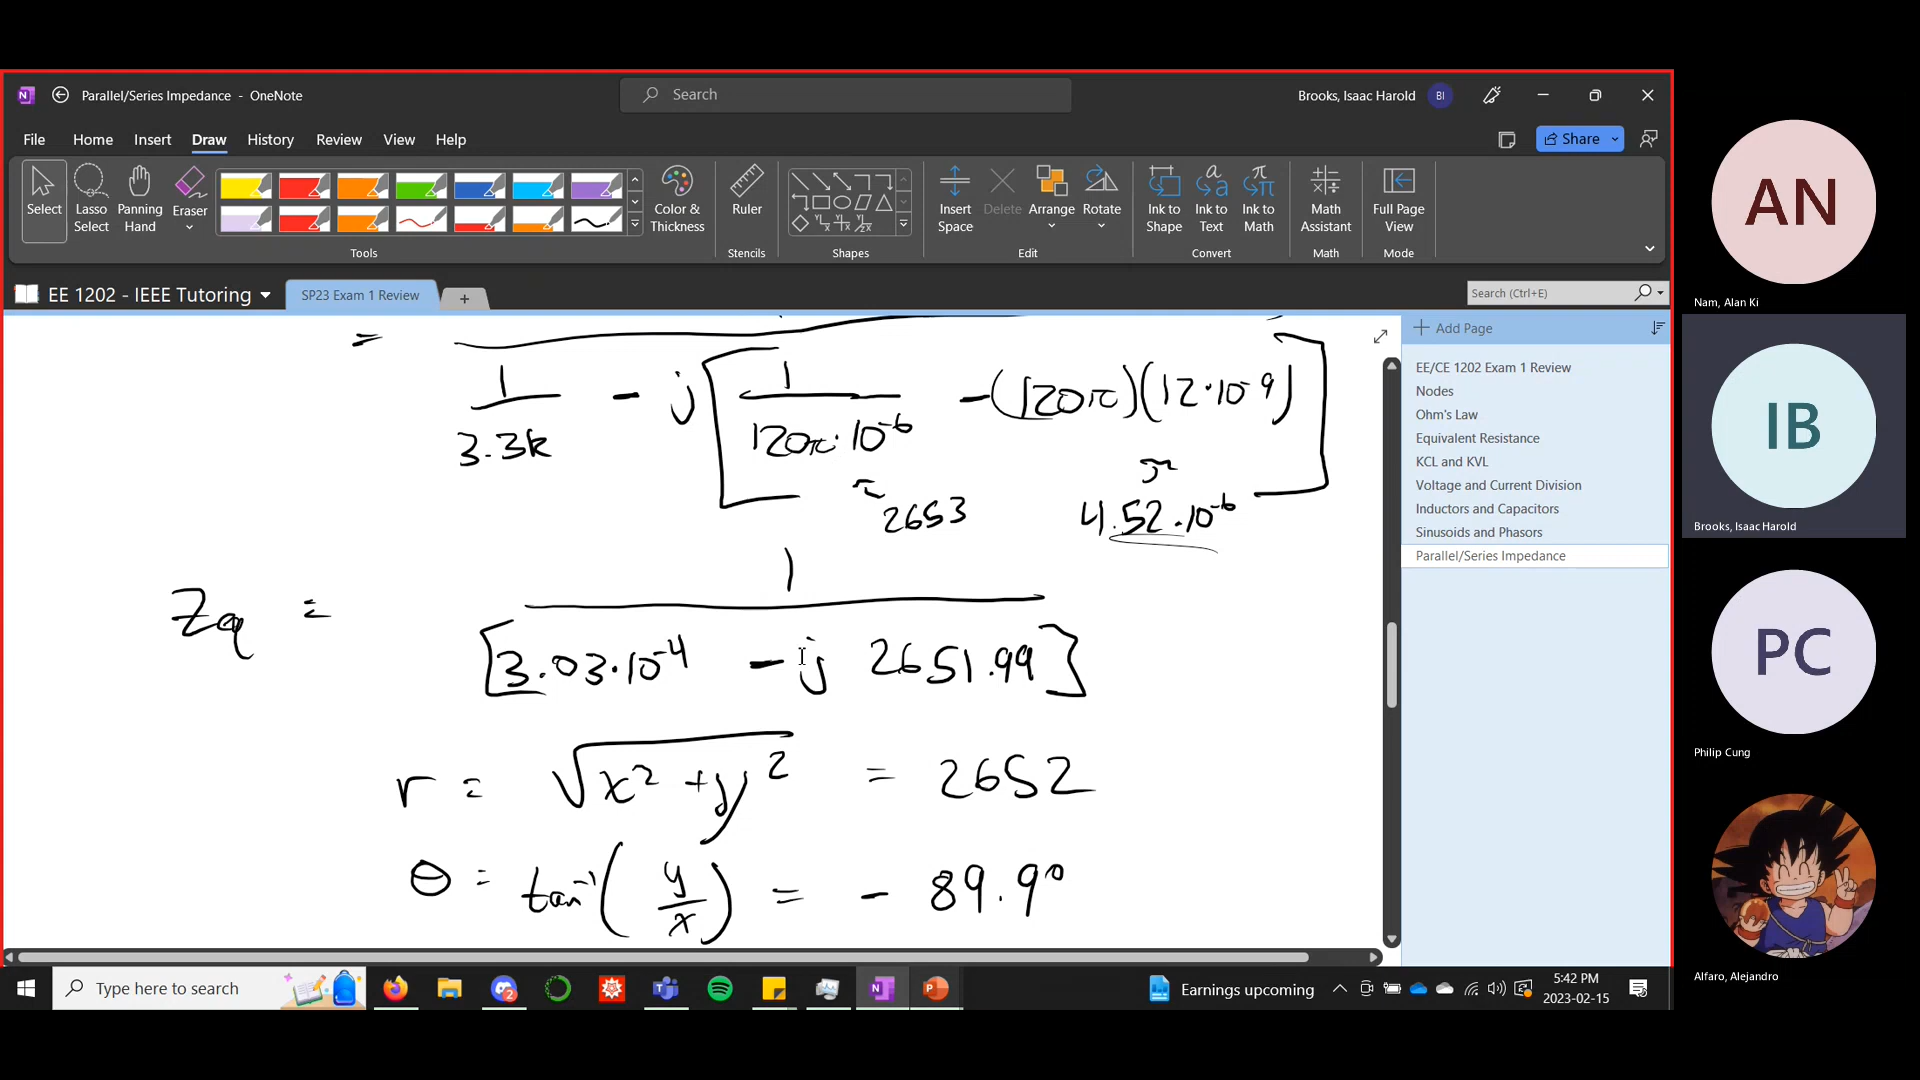 Parallel/Series Impedance - OneNote
Search
Brooks, Isaac Harold
BI
File Home Insert Draw History Review View Help
Share
Select
Lasso Select
Panning Hand
Eraser
Color & Thickness
Ruler
Insert Space
Delete
Arrange
Rotate
Ink to Shape
Ink to Text
Ink to Math
Math Assistant
Full Page View
Tools Stencils Shapes Edit Convert Math Mode
EE 1202 - IEEE Tutoring
SP23 Exam 1 Review
+
Search (Ctrl+E)
Add Page
EE/CE 1202 Exam 1 Review
Nodes
Ohm's Law
Equivalent Resistance
KCL and KVL
Voltage and Current Division
Inductors and Capacitors
Sinusoids and Phasors
Parallel/Series Impedance
=
1 - j [ 1 - (120π)(12·10⁻⁹) ]
3.3k 120π·10⁻⁶
≈ 2653 ≈ 4.52·10⁻⁶
Zeq = 1
[3.03·10⁻⁴ - j 2651.99]
r = √x² + y² = 2652
θ = tan⁻¹(y/x) = - 89.9°
AN
Nam, Alan Ki
IB
Brooks, Isaac Harold
PC
Philip Cung
Alfaro, Alejandro
Type here to search
2
Earnings upcoming
5:42 PM
2023-02-15